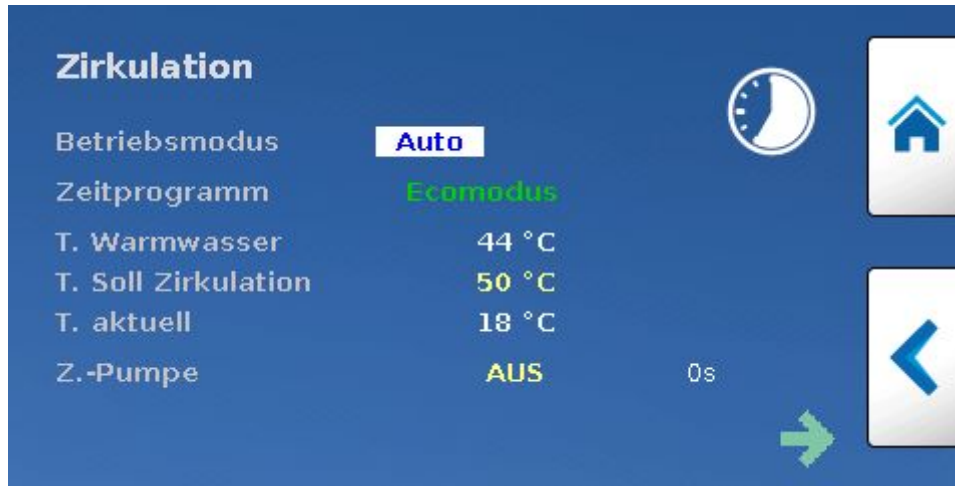 Zirkulation
Betriebsmodus Auto
Zeitprogramm Ecomodus
T. Warmwasser 44 °C
T. Soll Zirkulation 50 °C
T. aktuell 18 °C
Z.-Pumpe AUS 0s